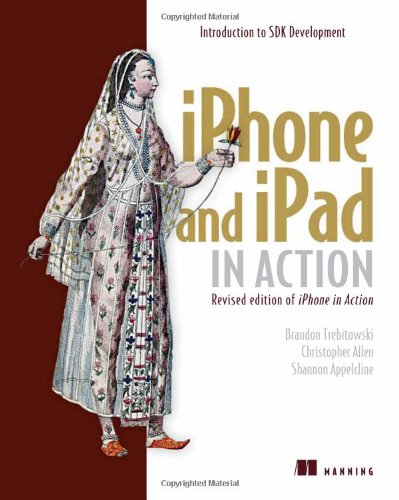 Copyrighted Material
Introduction to SDK Development
iPhone
and iPad
IN ACTION
Revised edition of iPhone in Action
Brandon Trebitowski
Christopher Allen
Shannon Appelcline
MANNING
Copyrighted Material